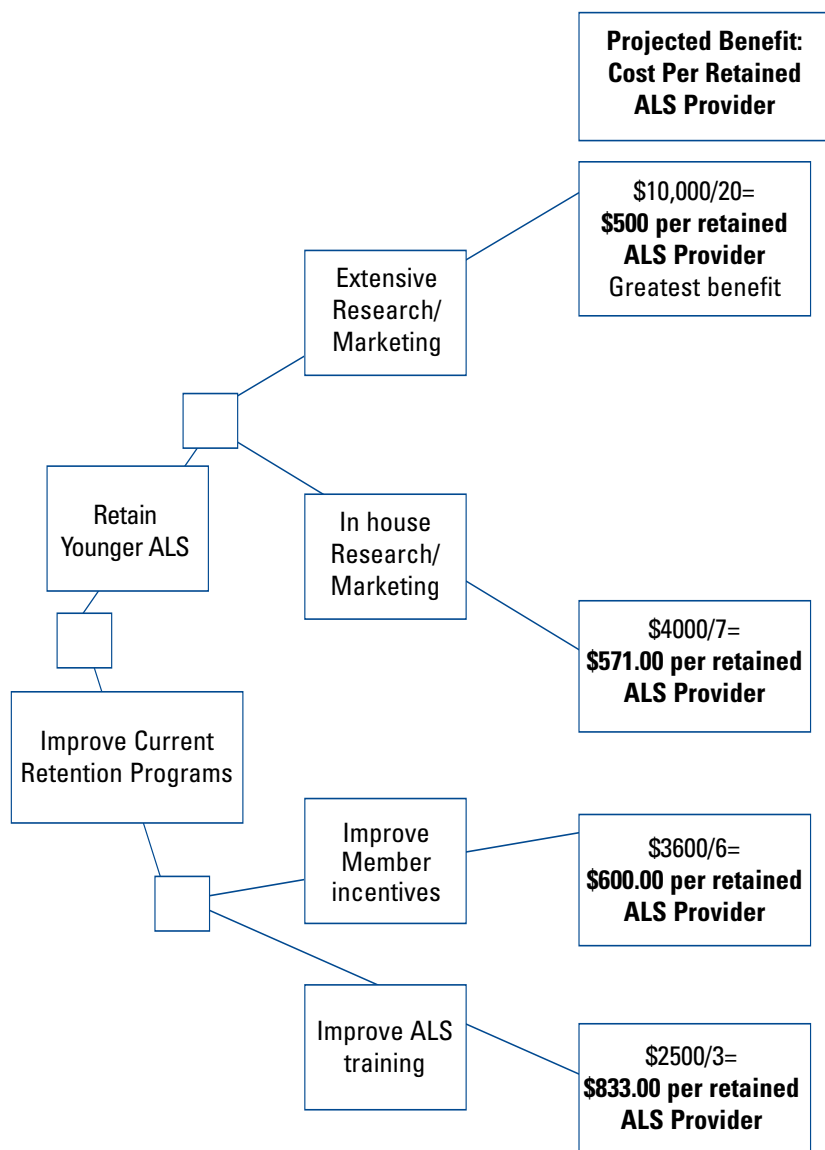 Projected Benefit:
Cost Per Retained
ALS Provider
$10,000/20=
$500 per retained
ALS Provider
Greatest benefit
Extensive
Research/
Marketing
Retain
Younger ALS
In house
Research/
Marketing
$4000/7=
$571.00 per retained
ALS Provider
Improve Current
Retention Programs
Improve
Member
incentives
$3600/6=
$600.00 per retained
ALS Provider
Improve ALS
training
$2500/3=
$833.00 per retained
ALS Provider